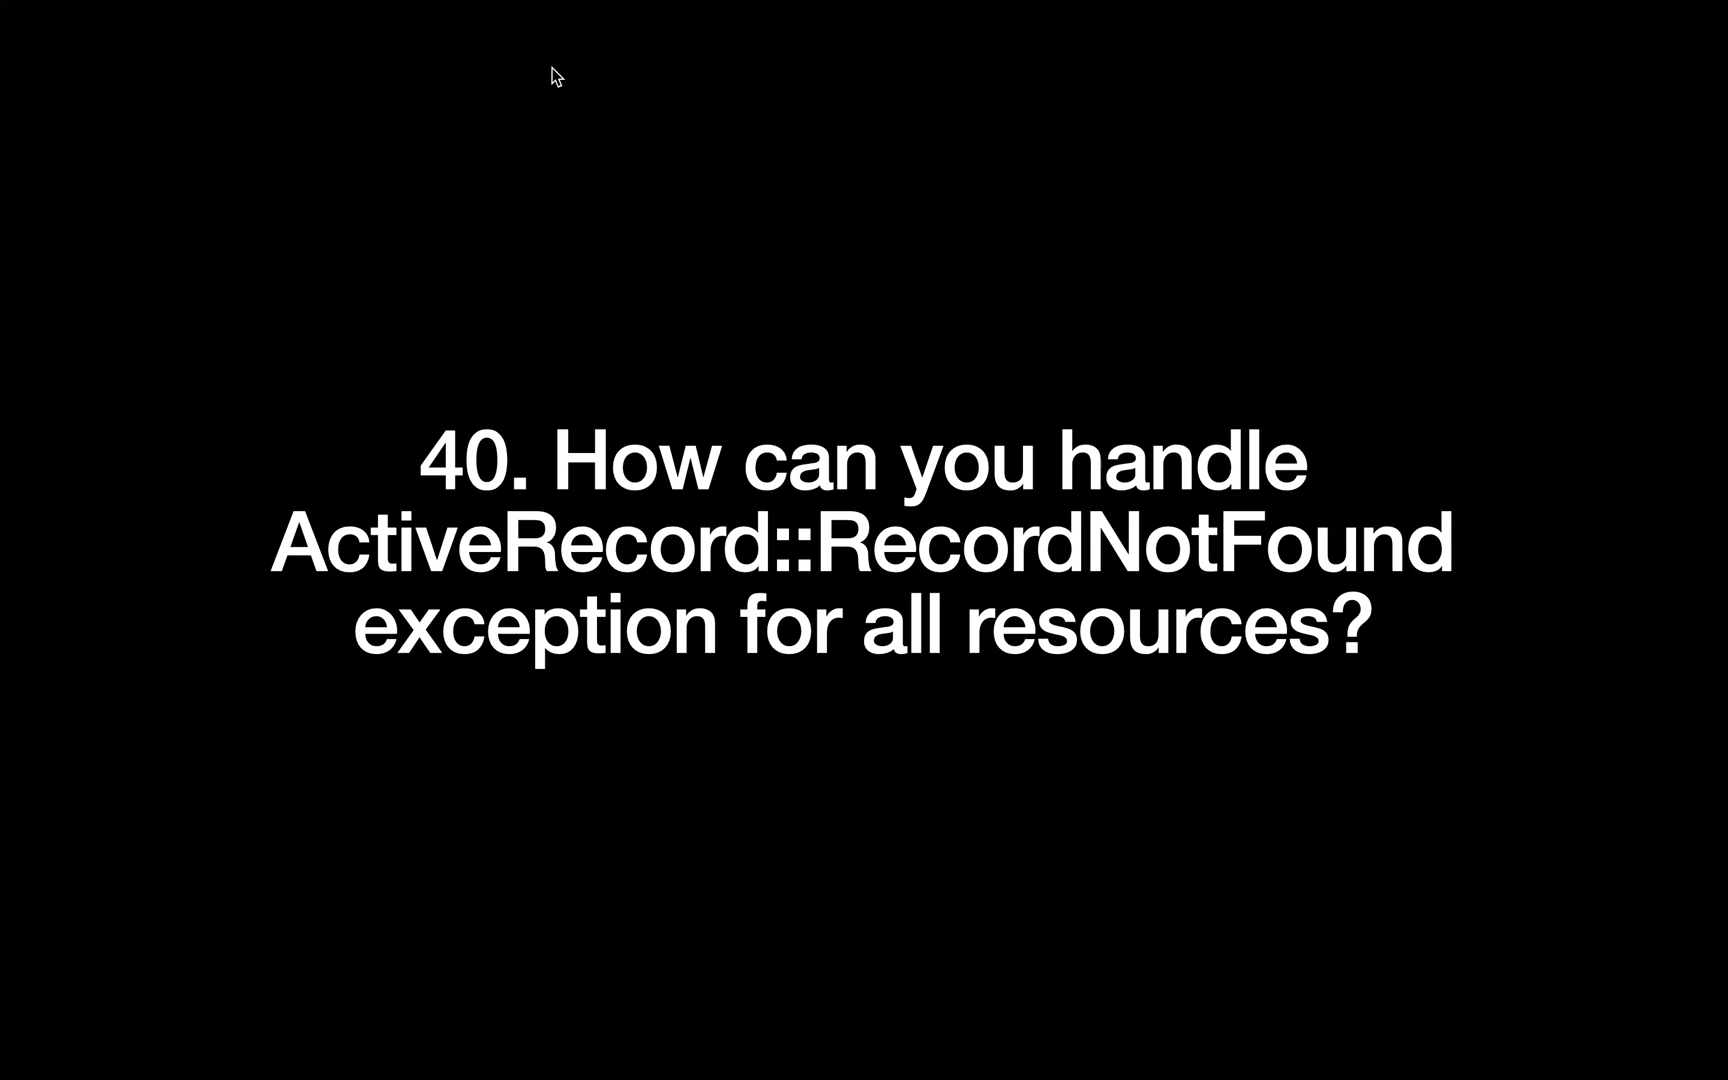 40. How can you handle
ActiveRecord::RecordNotFound
exception for all resources?